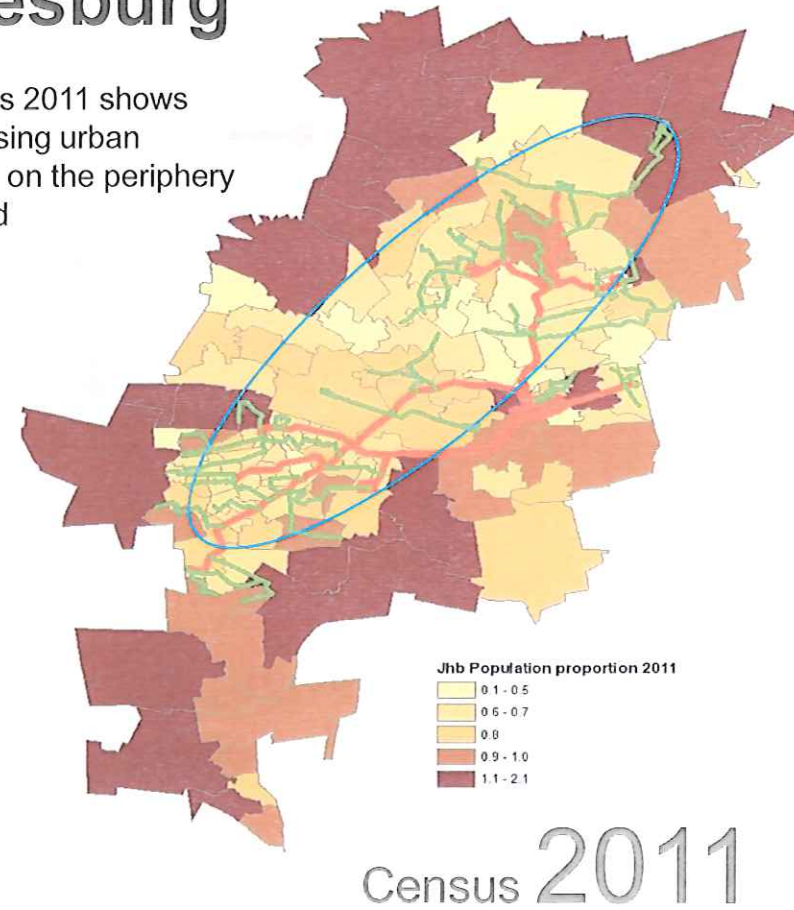 esburg
s 2011 shows
sing urban
on the periphery
d
Jhb Population proportion 2011
0.1 - 0.5
0.6 - 0.7
0.8
0.9 - 1.0
1.1 - 2.1
Census 2011